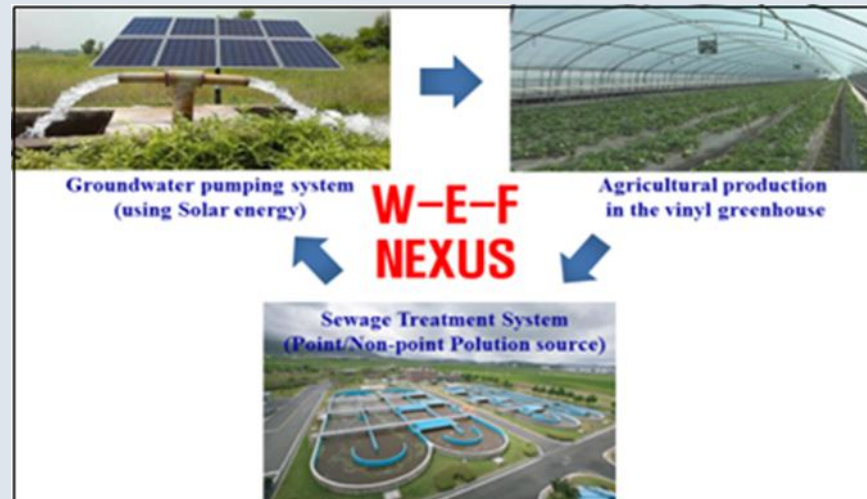 Groundwater pumping system
(using Solar energy)
Agricultural production
in the vinyl greenhouse
W-E-F
NEXUS
Sewage Treatment System
(Point/Non-point Polution source)